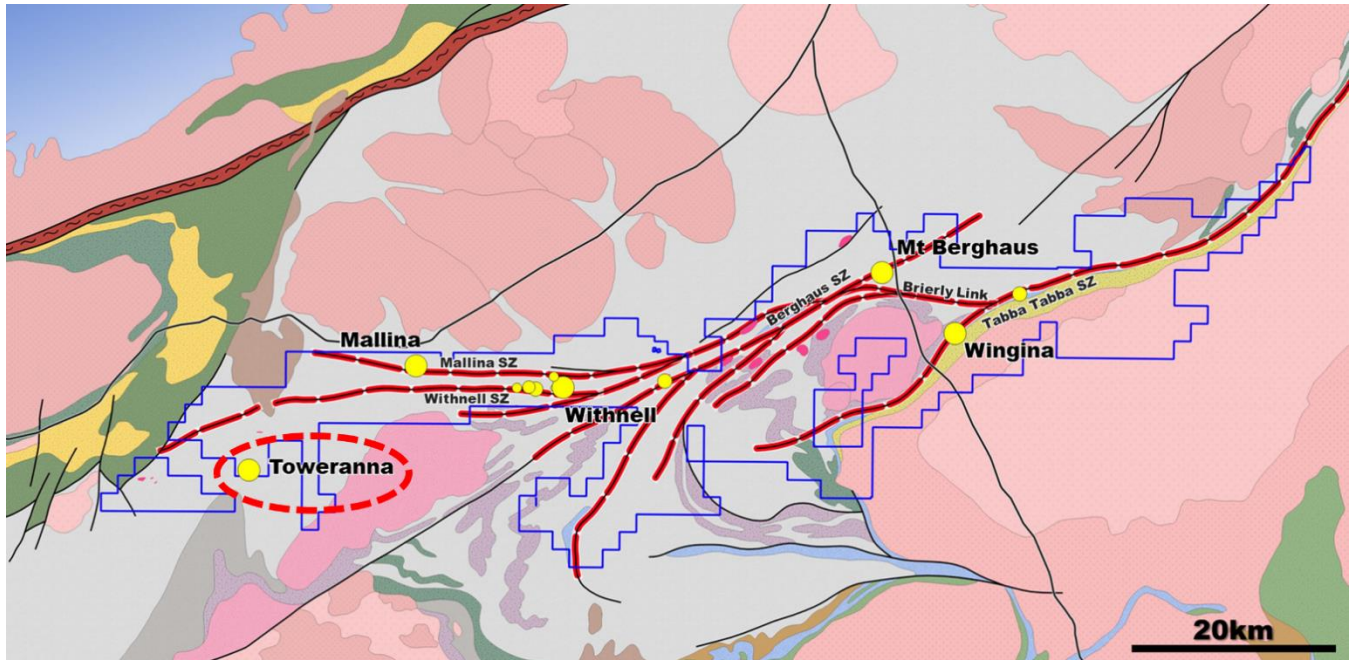 Mt Berghaus
Berghaus SZ
Brierly Link
Tabba Tabba SZ
Wingina
Mallina
Mallina SZ
Withnell SZ
Withnell
Toweranna
20km